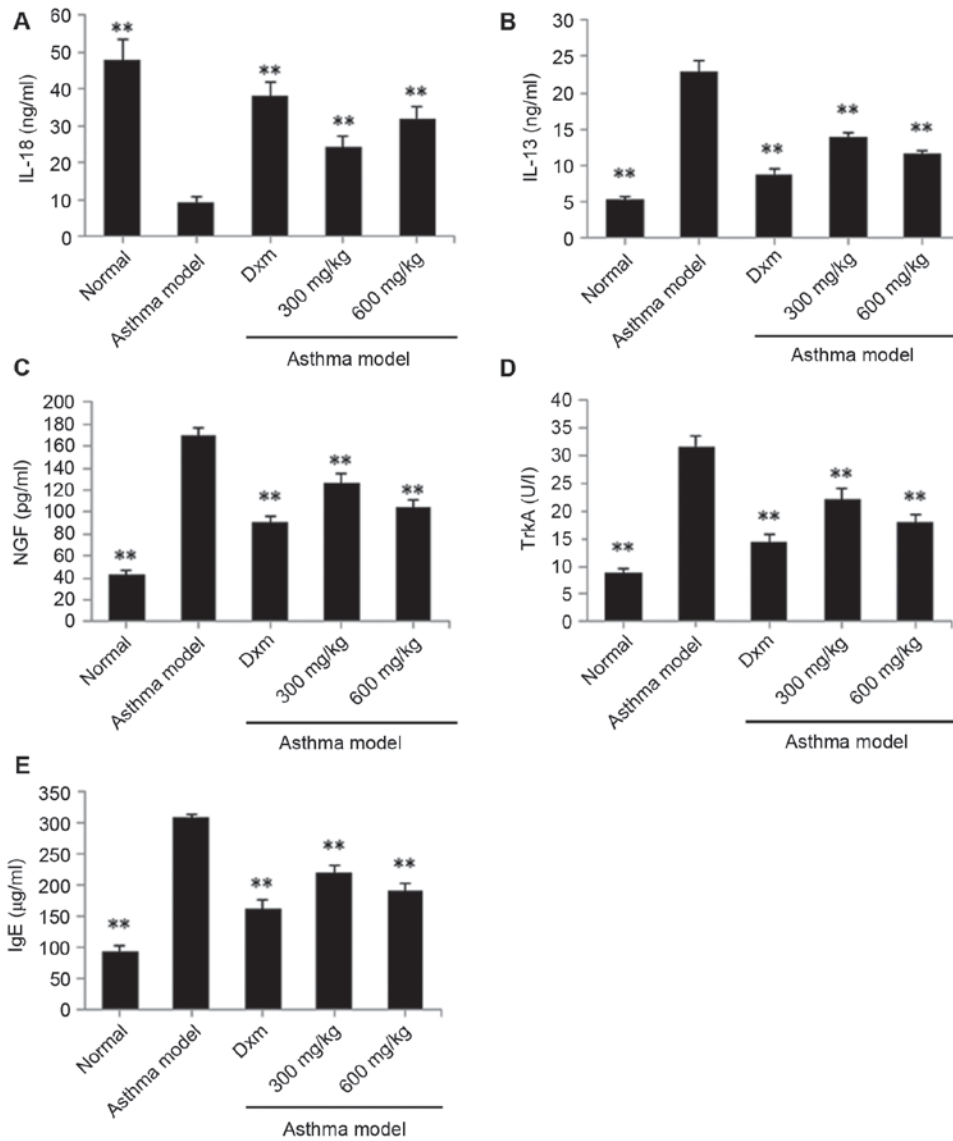 A
IL-18 (ng/ml)
60
50
40
30
20
10
0
**
**
**
**
Normal
Asthma model
Dxm
300 mg/kg
600 mg/kg
Asthma model
B
IL-13 (ng/ml)
30
25
20
15
10
5
0
**
**
**
**
Normal
Asthma model
Dxm
300 mg/kg
600 mg/kg
Asthma model
C
NGF (pg/ml)
200
180
160
140
120
100
80
60
40
20
0
**
**
**
**
Normal
Asthma model
Dxm
300 mg/kg
600 mg/kg
Asthma model
D
TrkA (U/l)
40
35
30
25
20
15
10
5
0
**
**
**
**
Normal
Asthma model
Dxm
300 mg/kg
600 mg/kg
Asthma model
E
IgE (µg/ml)
350
300
250
200
150
100
50
0
**
**
**
**
Normal
Asthma model
Dxm
300 mg/kg
600 mg/kg
Asthma model